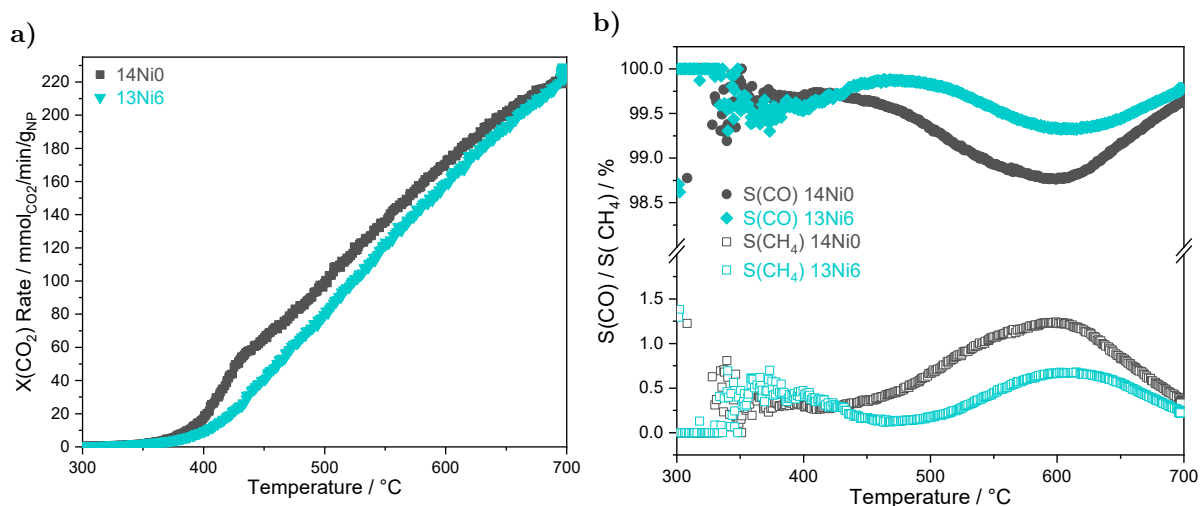 a)
X(CO₂) Rate / mmol_CO2/min/g_NP
220
200
180
160
140
120
100
80
60
40
20
0
14Ni0
13Ni6
300 400 500 600 700
Temperature / °C
b)
S(CO) / S( CH₄) / %
100.0
99.5
99.0
98.5
1.5
1.0
0.5
0.0
S(CO) 14Ni0
S(CO) 13Ni6
S(CH₄) 14Ni0
S(CH₄) 13Ni6
300 400 500 600 700
Temperature / °C